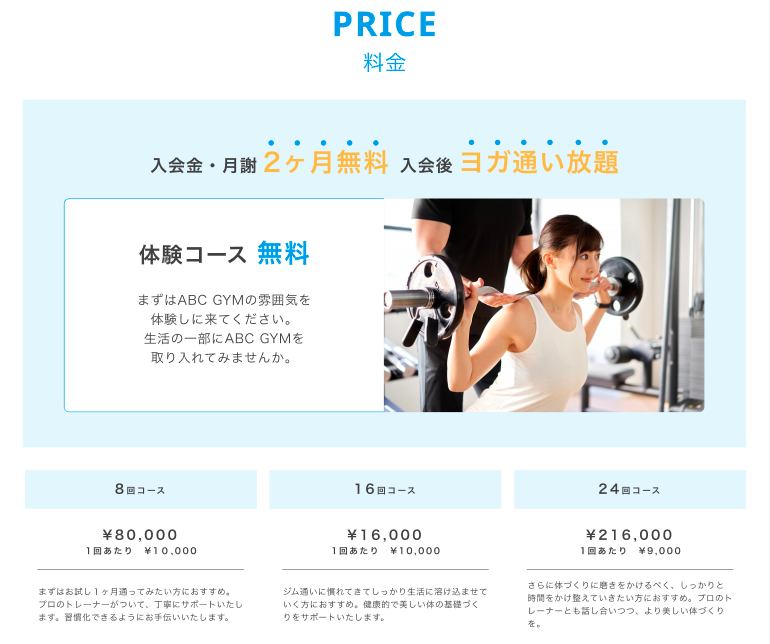 PRICE
料金
入会金・月謝 2ヶ月無料 入会後 ヨガ通い放題
体験コース 無料
まずはABC GYMの雰囲気を
体験しに来てください。
生活の一部にABC GYMを
取り入れてみませんか。
8回コース
¥80,000
1回あたり ¥10,000
まずはお試し1ヶ月通ってみたい方におすすめ。
プロのトレーナーがついて、丁寧にサポートいたし
ます。習慣化できるようにお手伝いいたします。
16回コース
¥16,000
1回あたり ¥10,000
ジム通いに慣れてきてしっかり生活に溶け込ませて
いく方におすすめ。健康的で美しい体の基礎づく
りをサポートいたします。
24回コース
¥216,000
1回あたり ¥9,000
さらに体づくりに磨きをかけるべく、しっかりと
時間をかけ整えていきたい方におすすめ。プロのト
レーナーとも話し合いつつ、より美しい体づくり
を。